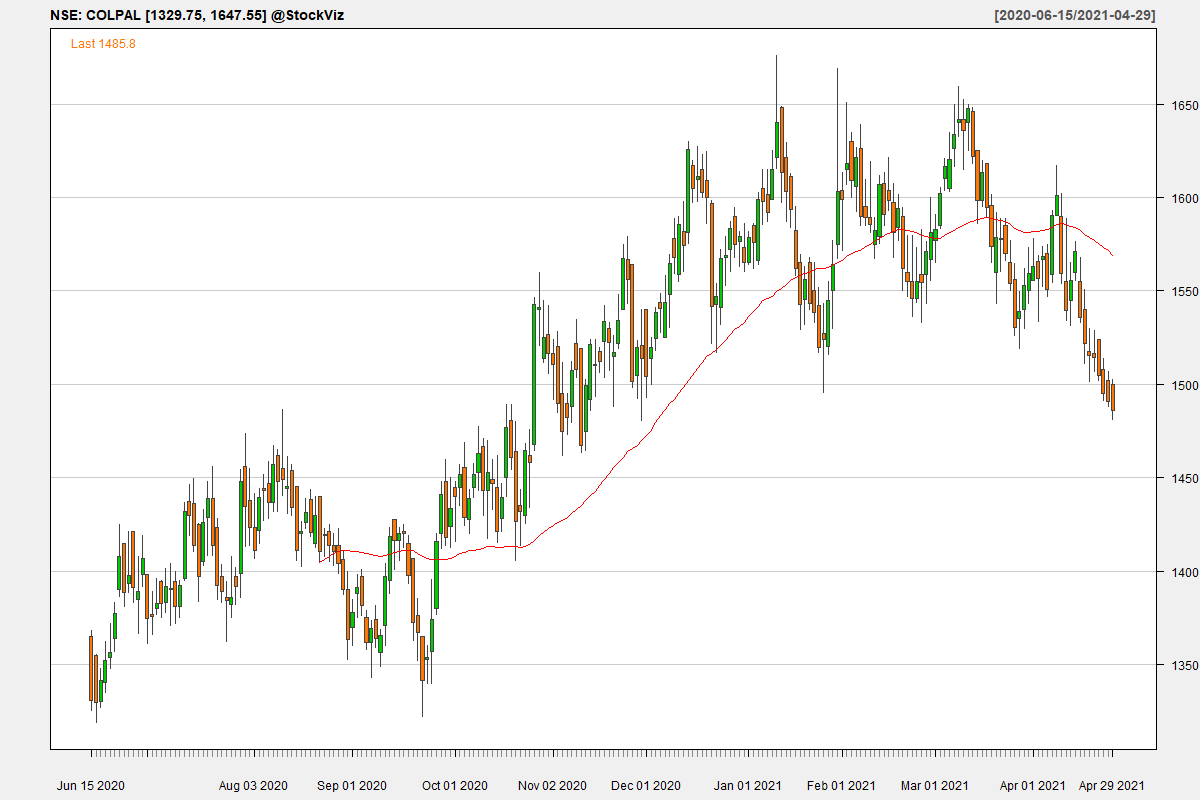 NSE: COLPAL [1329.75, 1647.55] @StockViz [2020-06-15/2021-04-29]
Last 1485.8
1650
1600
1550
1500
1450
1400
1350
Jun 15 2020 Aug 03 2020 Sep 01 2020 Oct 01 2020 Nov 02 2020 Dec 01 2020 Jan 01 2021 Feb 01 2021 Mar 01 2021 Apr 01 2021 Apr 29 2021